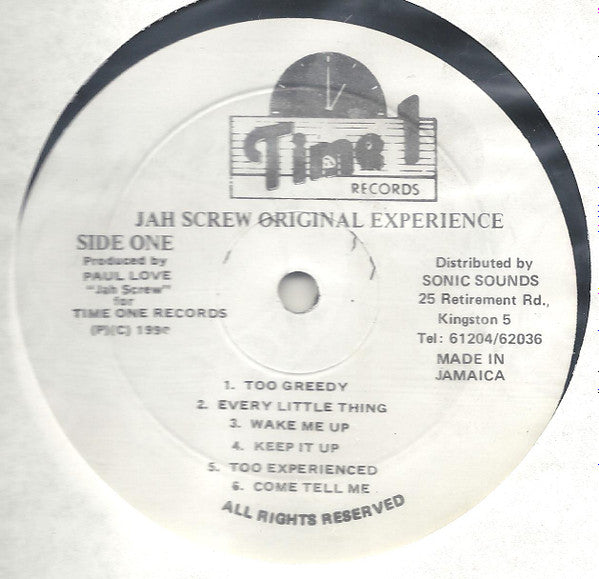 Time 1
RECORDS
JAH SCREW ORIGINAL EXPERIENCE
SIDE ONE
Produced by
PAUL LOVE
"Jah Screw"
for
TIME ONE RECORDS
(P)(C)
Distributed by
SONIC SOUNDS
25 Retirement Rd.,
Kingston 5
Tel: 61204/62036
MADE IN
JAMAICA
1. TOO GREEDY
2. EVERY LITTLE THING
3. WAKE ME UP
4. KEEP IT UP
5. TOO EXPERIENCED
6. COME TELL ME
ALL RIGHTS RESERVED